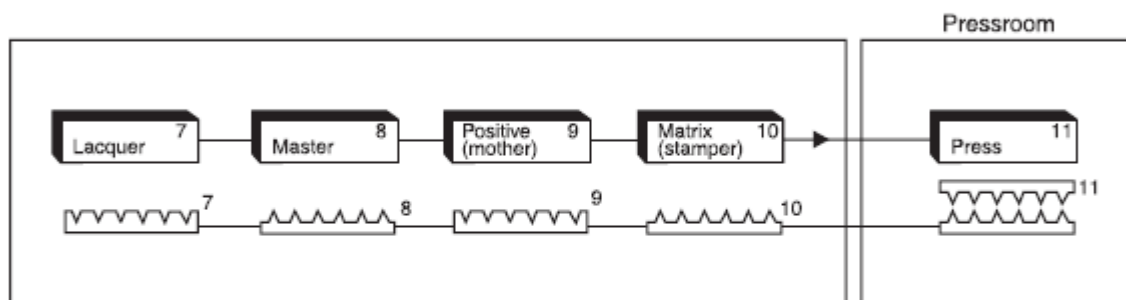 Pressroom
7
Lacquer
8
Master
Positive 9
(mother)
Matrix 10
(stamper)
11
Press
7
8
9
10
11